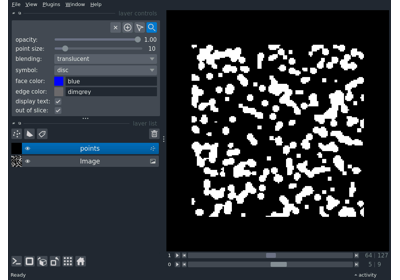 File View Plugins Window Help
layer controls
opacity: 1.00
point size: 10
blending: translucent
symbol: disc
face color: blue
edge color: dimgrey
display text:
out of slice:
layer list
points
Image
1 64 127
0 5 9
Ready activity